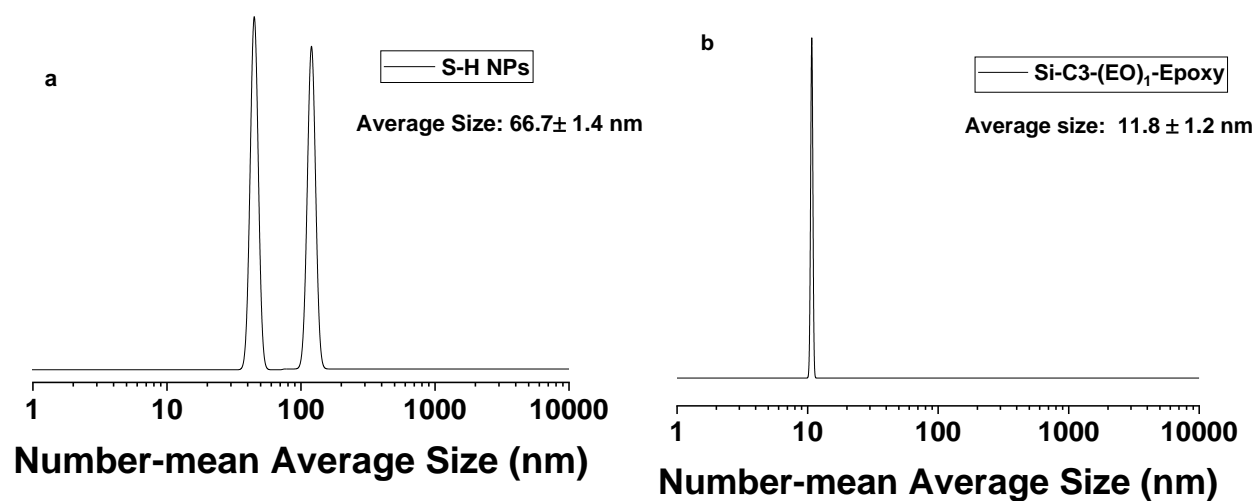 a
S-H NPs
Average Size: 66.7± 1.4 nm
1 10 100 1000 10000
Number-mean Average Size (nm)
b
Si-C3-(EO)₁-Epoxy
Average size: 11.8 ± 1.2 nm
1 10 100 1000 10000
Number-mean Average Size (nm)